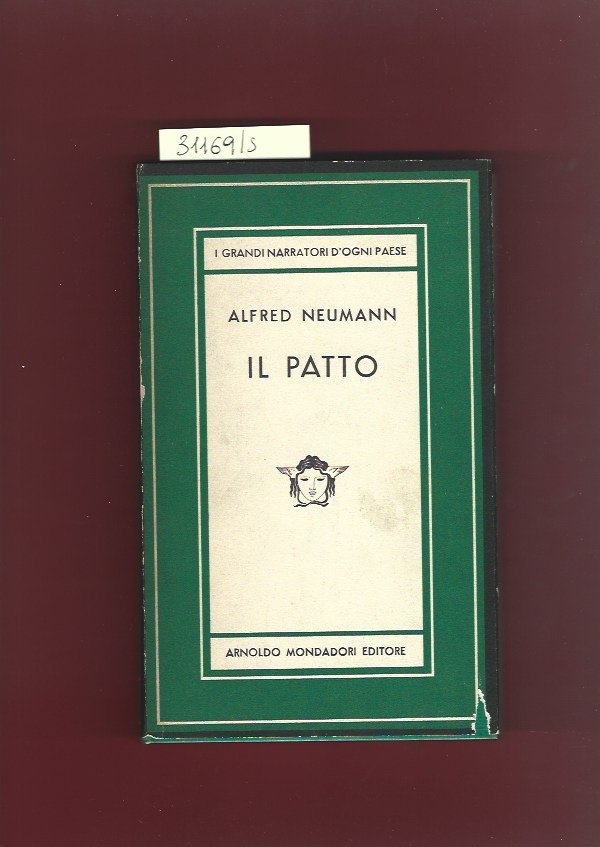 31169/s
I GRANDI NARRATORI D'OGNI PAESE
ALFRED NEUMANN
IL PATTO
ARNOLDO MONDADORI EDITORE